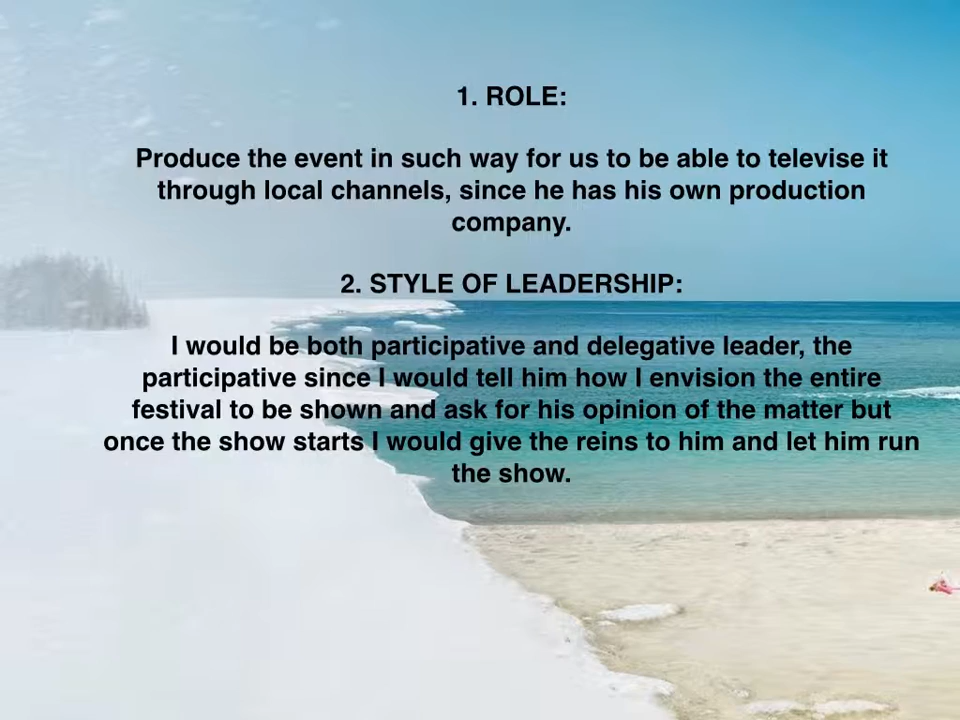 1. ROLE:
Produce the event in such way for us to be able to televise it
through local channels, since he has his own production
company.
2. STYLE OF LEADERSHIP:
I would be both participative and delegative leader, the
participative since I would tell him how I envision the entire
festival to be shown and ask for his opinion of the matter but
once the show starts I would give the reins to him and let him run
the show.